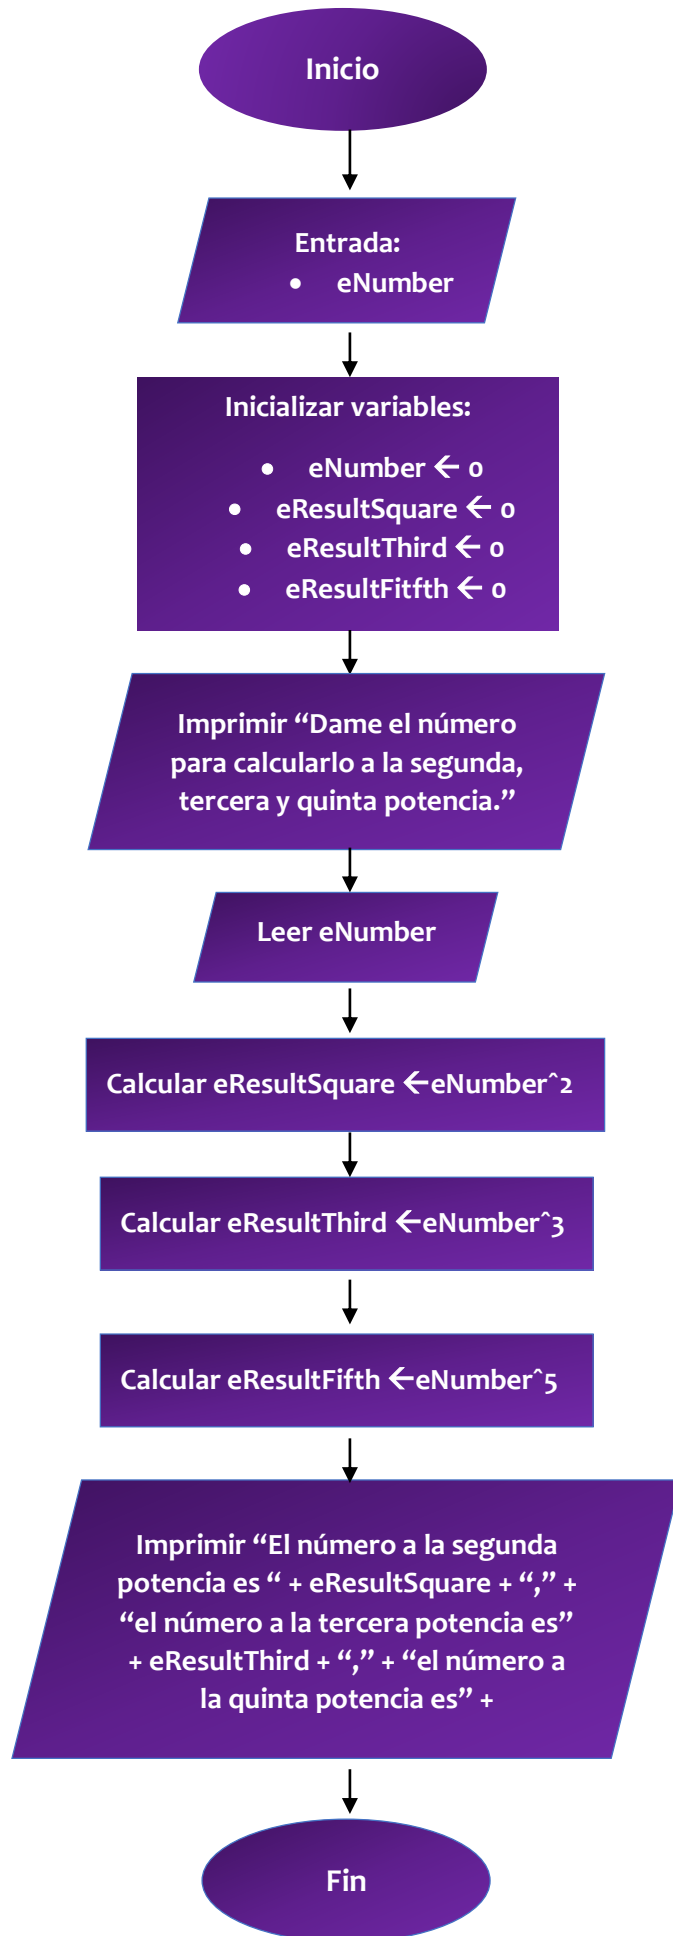 Inicio
Entrada:
• eNumber
Inicializar variables:
• eNumber ← 0
• eResultSquare ← 0
• eResultThird ← 0
• eResultFitfth ← 0
Imprimir “Dame el número
para calcularlo a la segunda,
tercera y quinta potencia.”
Leer eNumber
Calcular eResultSquare ←eNumber^2
Calcular eResultThird ←eNumber^3
Calcular eResultFifth ←eNumber^5
Imprimir “El número a la segunda
potencia es “ + eResultSquare + “,” +
“el número a la tercera potencia es”
+ eResultThird + “,” + “el número a
la quinta potencia es” +
Fin